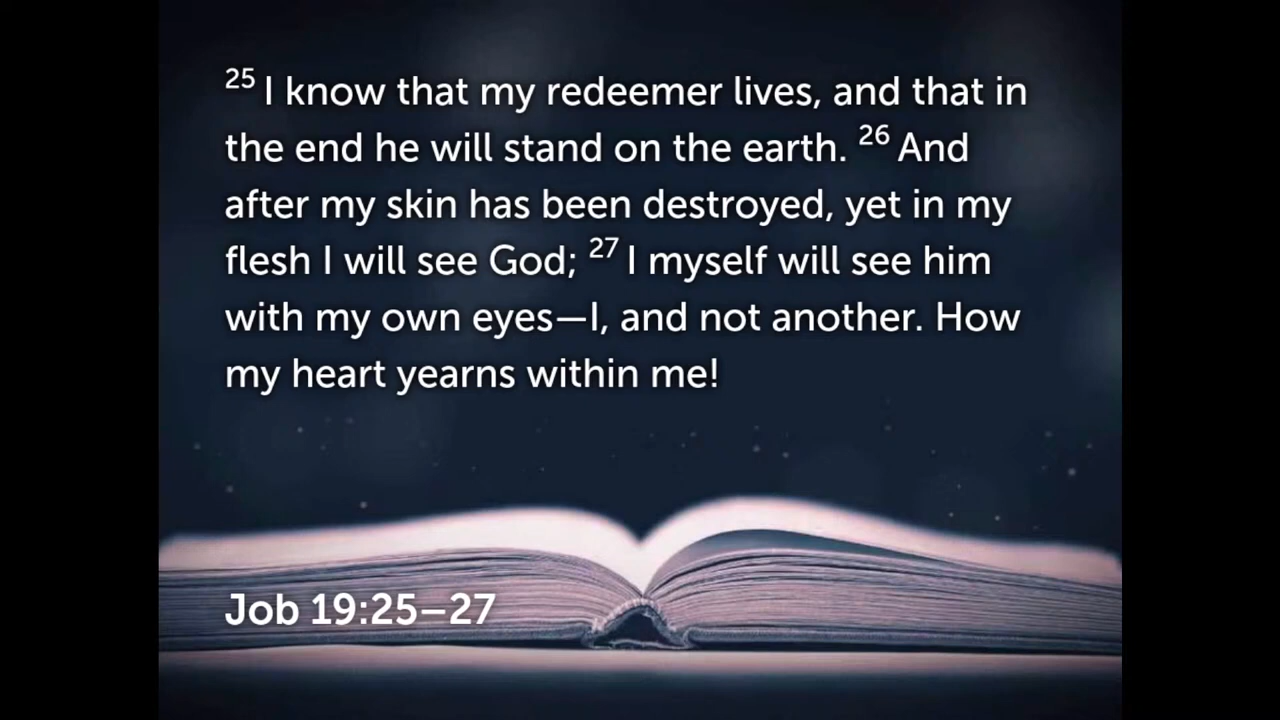 25 I know that my redeemer lives, and that in
the end he will stand on the earth. 26 And
after my skin has been destroyed, yet in my
flesh I will see God; 27 I myself will see him
with my own eyes—I, and not another. How
my heart yearns within me!
Job 19:25–27